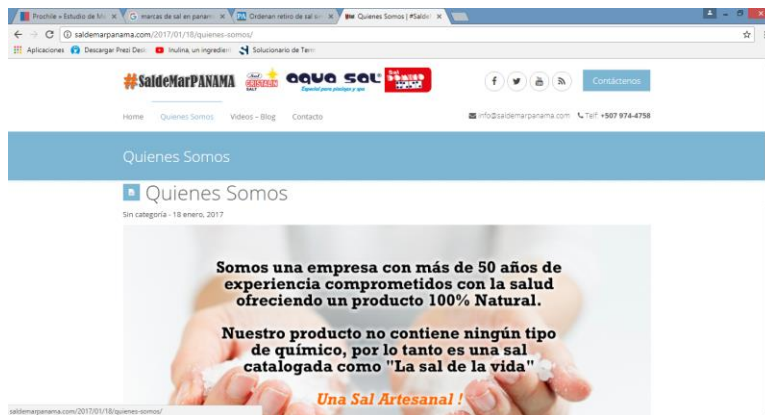 Prochile » Estudio de Me
marcas de sal en panam
Ordenan retiro de sal
Quienes Somos | #Salde
saldemarpanama.com/2017/01/18/quienes-somos/
Aplicaciones
Descargar Prezi Desk
Inulina, un ingredien
Solucionario de Term
#SaldeMarPANAMA
Sal CRISTALIN SALT
aqua sol
Especial para piscinas y spa
Contáctenos
Home
Quienes Somos
Videos – Blog
Contacto
info@saldemarpanama.com
Telf: +507 974-4758
Quienes Somos
Quienes Somos
Sin categoría - 18 enero, 2017
Somos una empresa con más de 50 años de
experiencia comprometidos con la salud
ofreciendo un producto 100% Natural.
Nuestro producto no contiene ningún tipo
de químico, por lo tanto es una sal
catalogada como "La sal de la vida"
Una Sal Artesanal !
saldemarpanama.com/2017/01/18/quienes-somos/